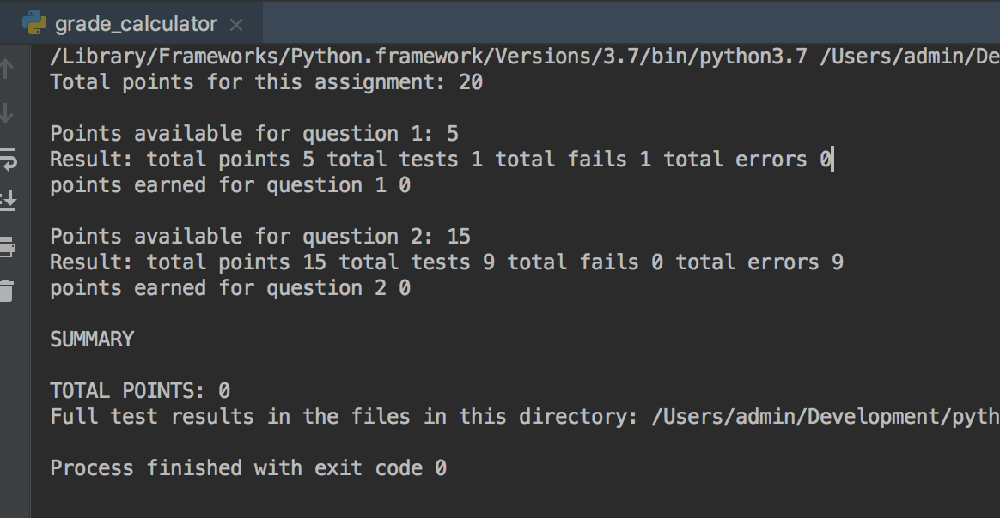 grade_calculator
/Library/Frameworks/Python.framework/Versions/3.7/bin/python3.7 /Users/admin/De
Total points for this assignment: 20
Points available for question 1: 5
Result: total points 5 total tests 1 total fails 1 total errors 0
points earned for question 1 0
Points available for question 2: 15
Result: total points 15 total tests 9 total fails 0 total errors 9
points earned for question 2 0
SUMMARY
TOTAL POINTS: 0
Full test results in the files in this directory: /Users/admin/Development/pyth
Process finished with exit code 0